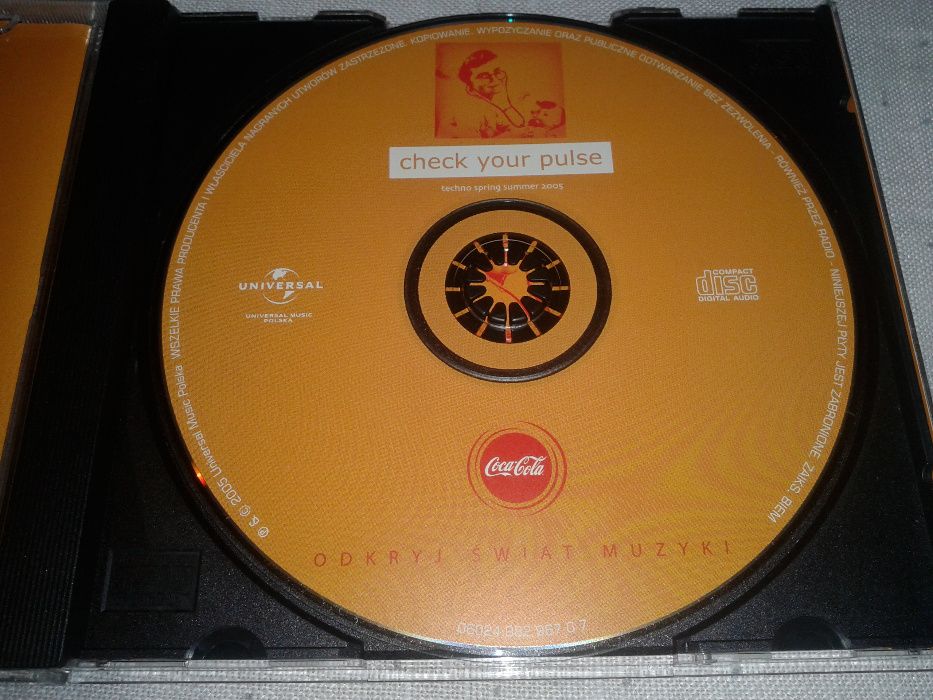 ℗ & © 2005 Universal Music Polska WSZELKIE PRAWA PRODUCENTA I WŁAŚCICIELA NAGRANYCH UTWORÓW ZASTRZEŻONE. KOPIOWANIE, WYPOŻYCZANIE ORAZ PUBLICZNE ODTWARZANIE BEZ ZEZWOLENIA - RÓWNIEŻ PRZEZ RADIO - NINIEJSZEJ PŁYTY JEST ZABRONIONE. ZAIKS, BIEM
check your pulse
techno spring summer 2005
UNIVERSAL
UNIVERSAL MUSIC
POLSKA
COMPACT
disc
DIGITAL AUDIO
Coca-Cola
ODKRYJ ŚWIAT MUZYKI
06024 982 957 0 7